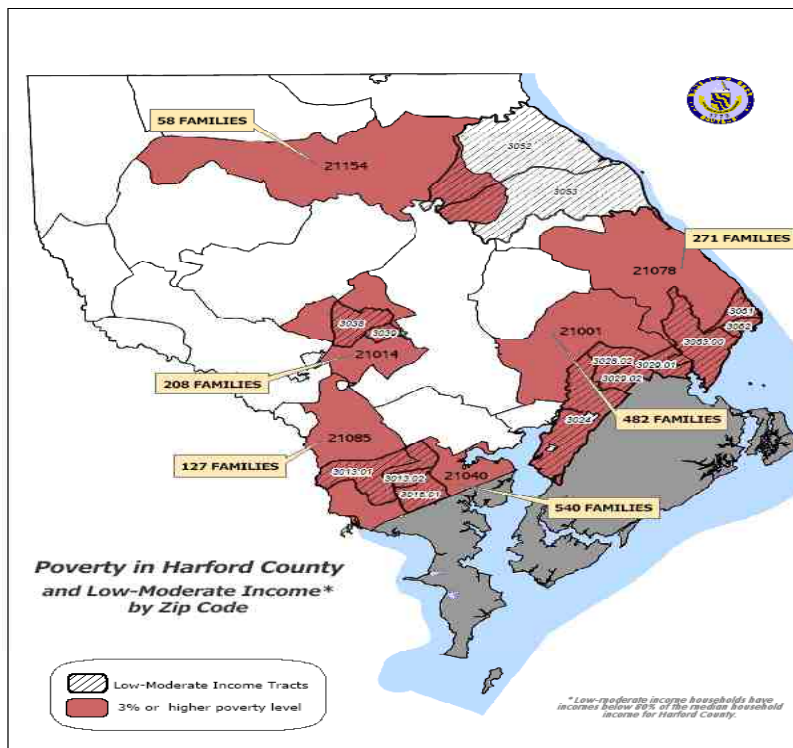 58 FAMILIES
3052
21154
3053
271 FAMILIES
21078
3051
3062
21001
3038
3039
3053.00
21014
3028.02
3029.01
3029.02
208 FAMILIES
3024
482 FAMILIES
21085
127 FAMILIES
3013.01
3013.02
21040
3016.01
540 FAMILIES
Poverty in Harford County
and Low-Moderate Income*
by Zip Code
Low-Moderate Income Tracts
3% or higher poverty level
* Low-moderate income households have
incomes below 80% of the median household
income for Harford County.